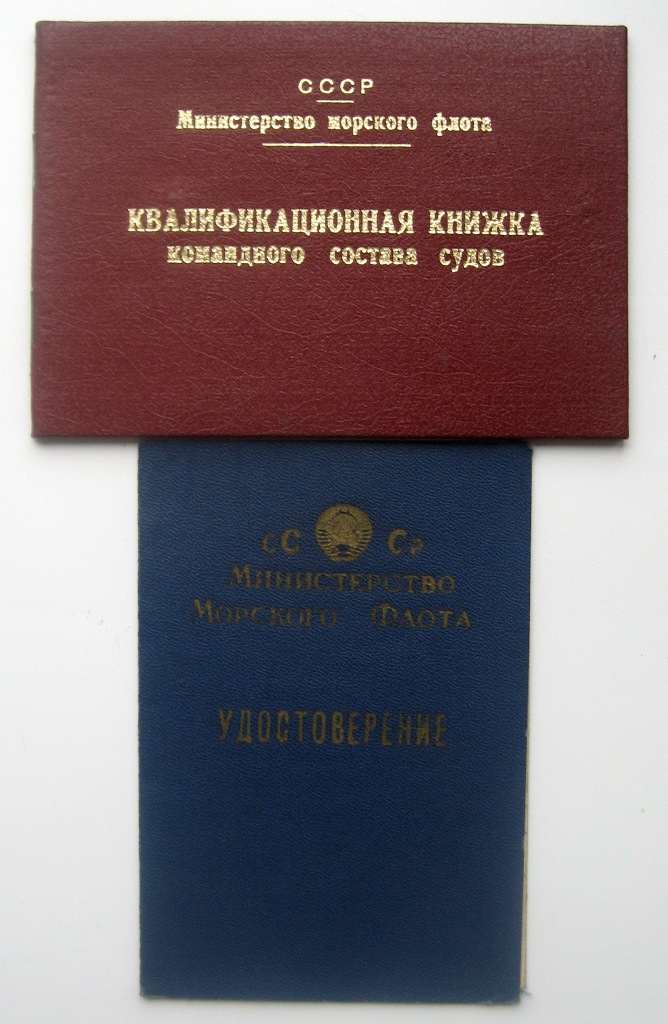 СССР
Министерство морского флота
КВАЛИФИКАЦИОННАЯ КНИЖКА
командного состава судов
СССР
Министерство
Морского Флота
УДОСТОВЕРЕНИЕ